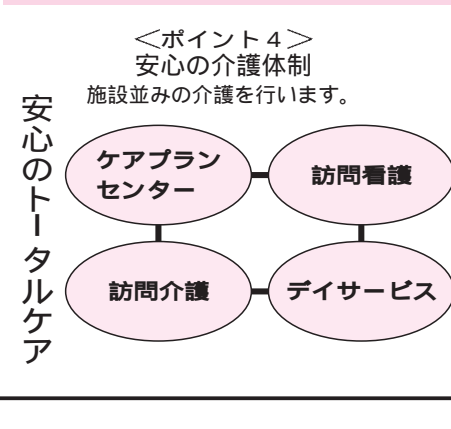 ＜ポイント４＞
安心の介護体制
施設並みの介護を行います。
安心のトータルケア
ケアプラン
センター
訪問看護
訪問介護
デイサービス